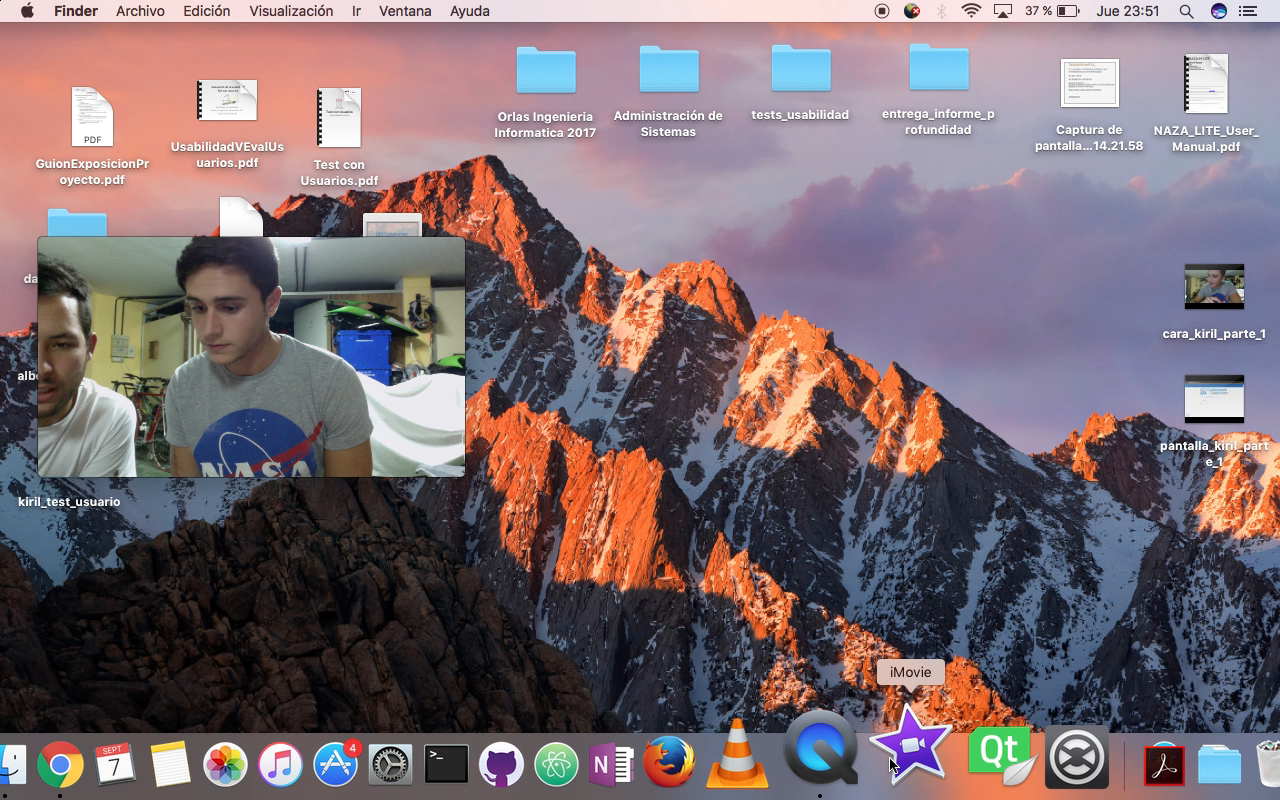 Finder Archivo Edición Visualización Ir Ventana Ayuda 37 % Jue 23:51
Orlas Ingenieria
Informatica 2017
Administración de
Sistemas
tests_usabilidad
entrega_informe_p
rofundidad
Captura de
pantalla...14.21.58
NAZA_LITE_User_
Manual.pdf
PDF
GuionExposicionPr
oyecto.pdf
UsabilidadVEvalUs
uarios.pdf
Test con
Usuarios.pdf
da
albe
NASA
kiril_test_usuario
cara_kiril_parte_1
pantalla_kiril_part
e_1
iMovie
SEPT
7
4
>_
N
Qt